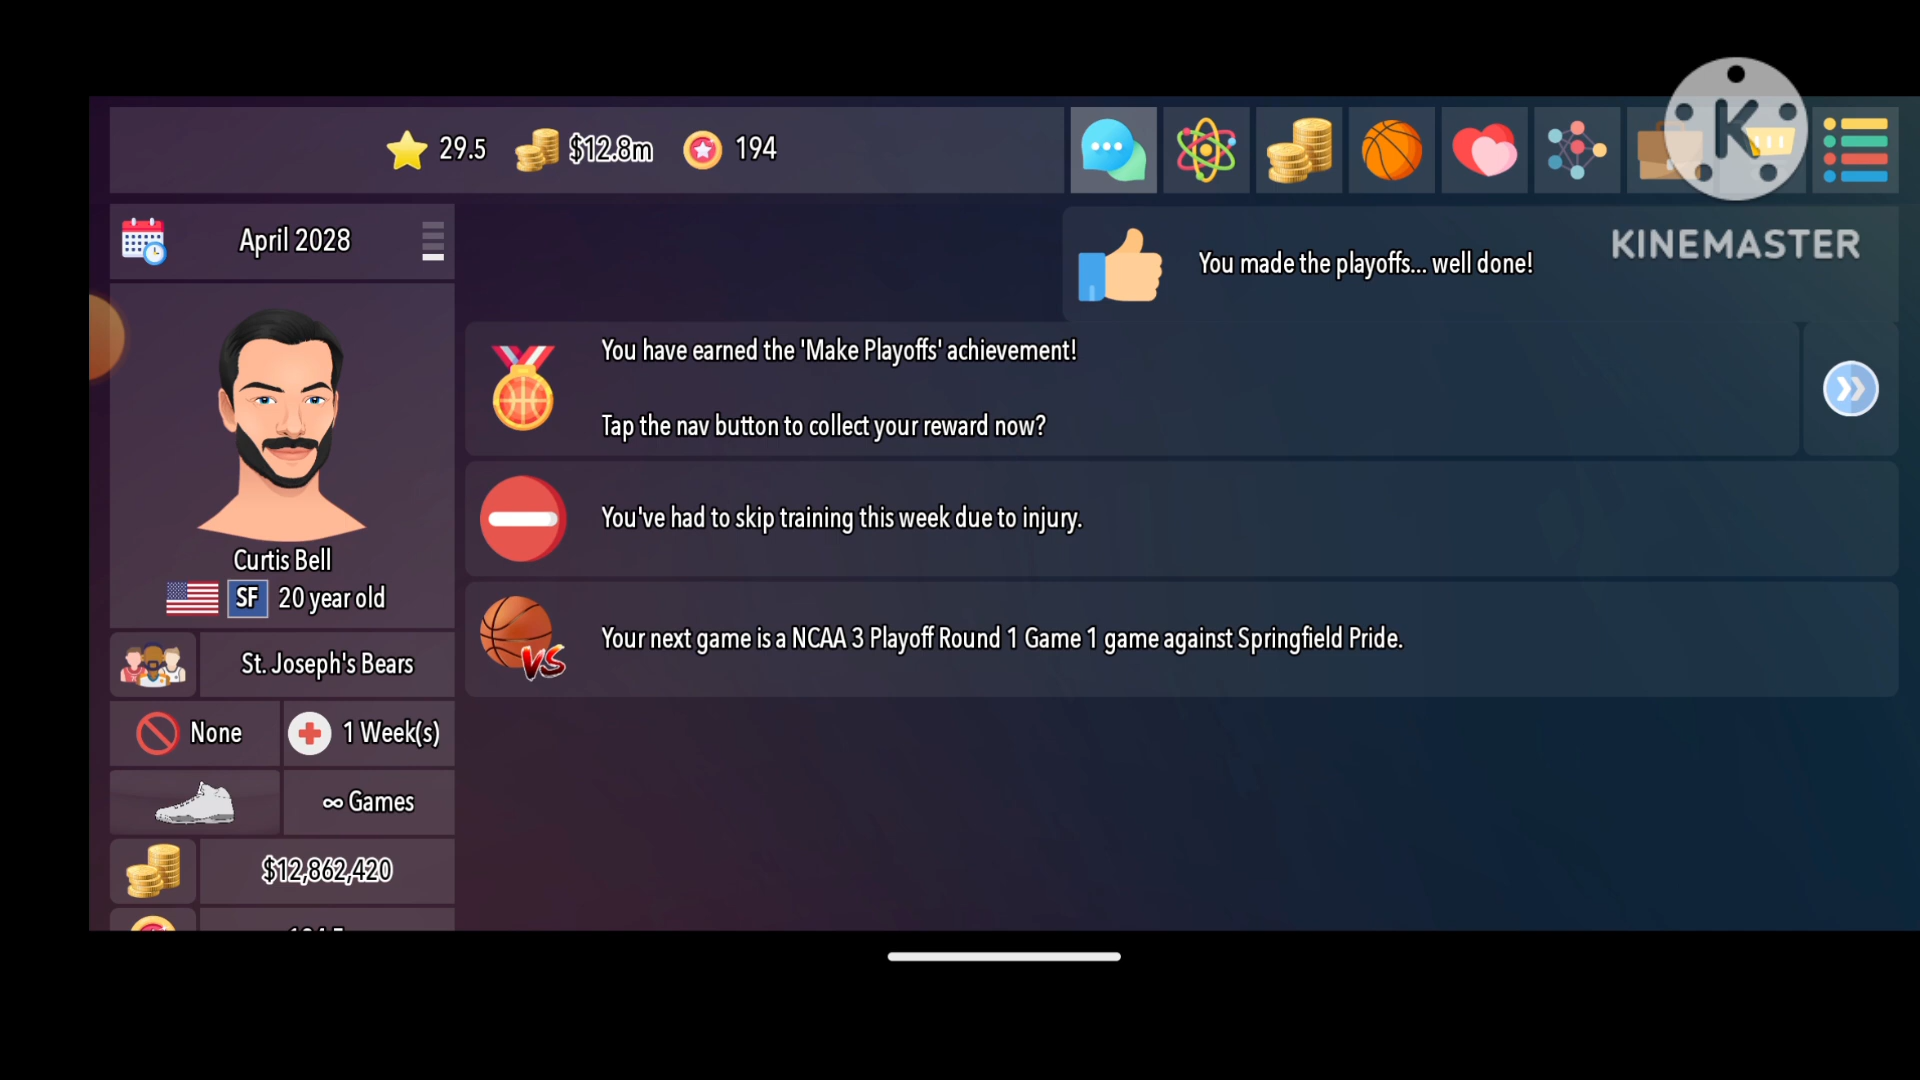 29.5 $12.8m 194
K
KINEMASTER
April 2028
You made the playoffs... well done!
You have earned the 'Make Playoffs' achievement!
Tap the nav button to collect your reward now?
You've had to skip training this week due to injury.
VS
Your next game is a NCAA 3 Playoff Round 1 Game 1 game against Springfield Pride.
Curtis Bell
SF 20 year old
St. Joseph's Bears
None 1 Week(s)
∞ Games
$12,862,420